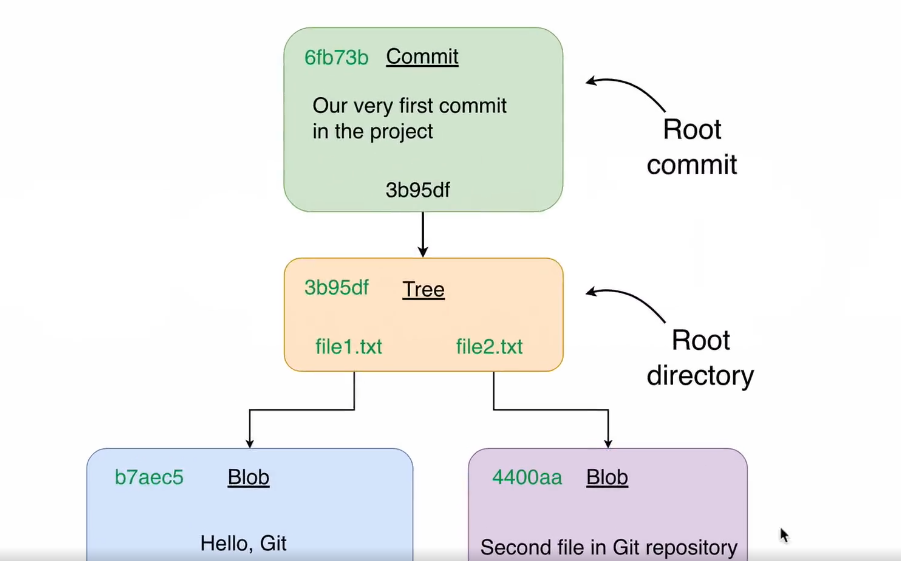 6fb73b Commit
Our very first commit
in the project
3b95df
Root
commit
3b95df Tree
file1.txt file2.txt
Root
directory
b7aec5 Blob
Hello, Git
4400aa Blob
Second file in Git repository